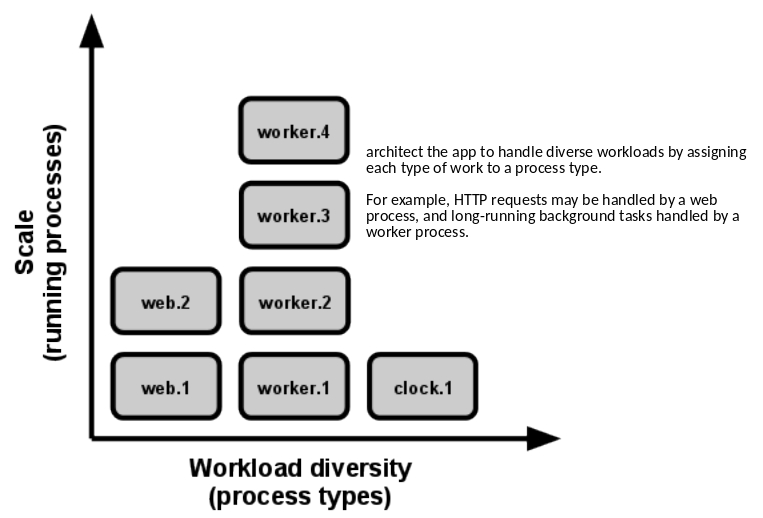 worker.4
architect the app to handle diverse workloads by assigning
each type of work to a process type.
For example, HTTP requests may be handled by a web
process, and long-running background tasks handled by a
worker process.
worker.3
Scale
(running processes)
web.2
worker.2
web.1
worker.1
clock.1
Workload diversity
(process types)